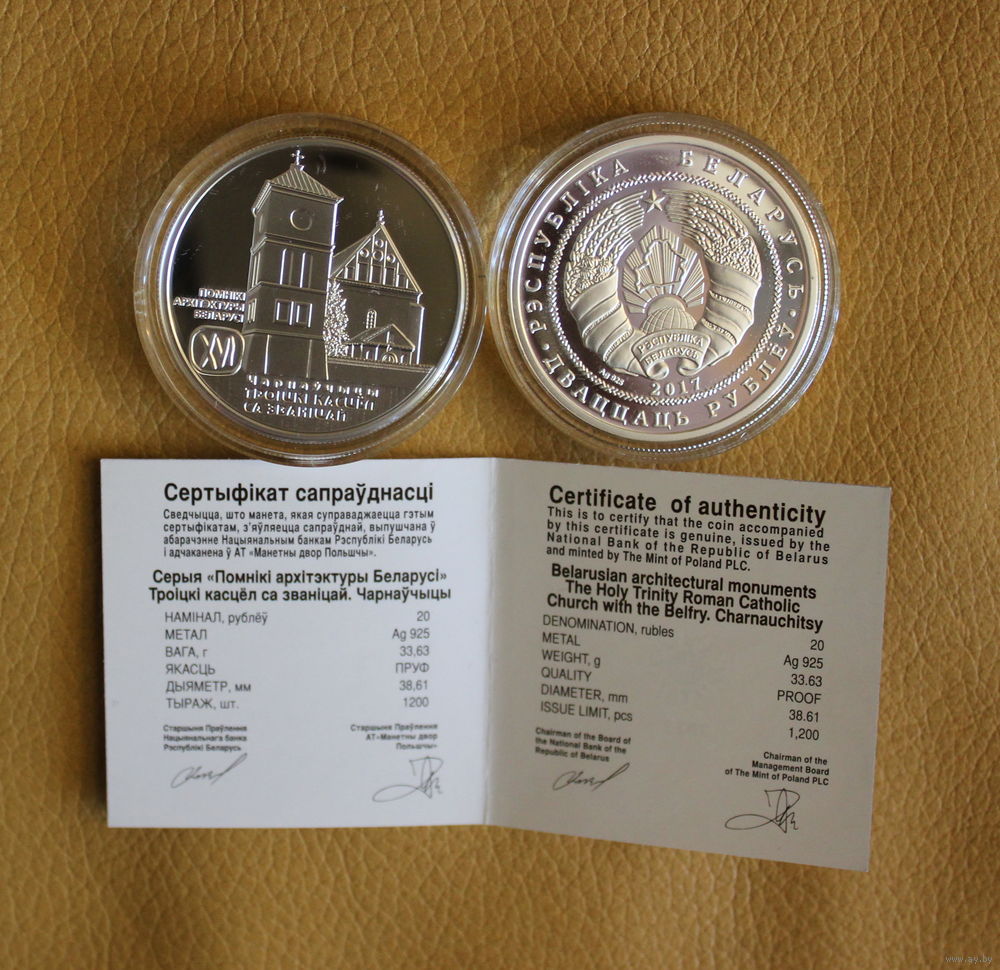 ПОМНІКІ
АРХІТЭКТУРЫ
БЕЛАРУСІ
XVI
ЧАРНАЎЧЫЦЫ
ТРОІЦКІ КАСЦЁЛ
СА ЗВАНІЦАЙ
РЭСПУБЛІКА БЕЛАРУСЬ
РЭСПУБЛІКА
БЕЛАРУСЬ
Ag 925
2017
ДВАЦЦАЦЬ РУБЛЁЎ
Сертыфікат сапраўднасці
Сведчыцца, што манета, якая суправаджаецца гэтым
сертыфікатам, з'яўляецца сапраўднай, выпушчана ў
абарачэнне Нацыянальным банкам Рэспублікі Беларусь
і адчаканена ў АТ «Манетны двор Польшчы».
Серыя «Помнікі архітэктуры Беларусі»
Троіцкі касцёл са званіцай. Чарнаўчыцы
НАМІНАЛ, рублёў 20
МЕТАЛ Ag 925
ВАГА, г 33,63
ЯКАСЦЬ ПРУФ
ДЫЯМЕТР, мм 38,61
ТЫРАЖ, шт. 1200
Старшыня Праўлення
Нацыянальнага банка
Рэспублікі Беларусь
Старшыня Праўлення
АТ«Манетны двор
Польшчы»
Certificate of authenticity
This is to certify that the coin accompanied
by this certificate is genuine, issued by the
National Bank of the Republic of Belarus
and minted by The Mint of Poland PLC.
Belarusian architectural monuments
The Holy Trinity Roman Catholic
Church with the Belfry. Charnauchitsy
DENOMINATION, rubles 20
METAL Ag 925
WEIGHT, g 33.63
QUALITY PROOF
DIAMETER, mm 38.61
ISSUE LIMIT, pcs 1,200
Chairman of the Board of
the National Bank of the
Republic of Belarus
Chairman of the
Management Board
of The Mint of Poland PLC
www.ay.by